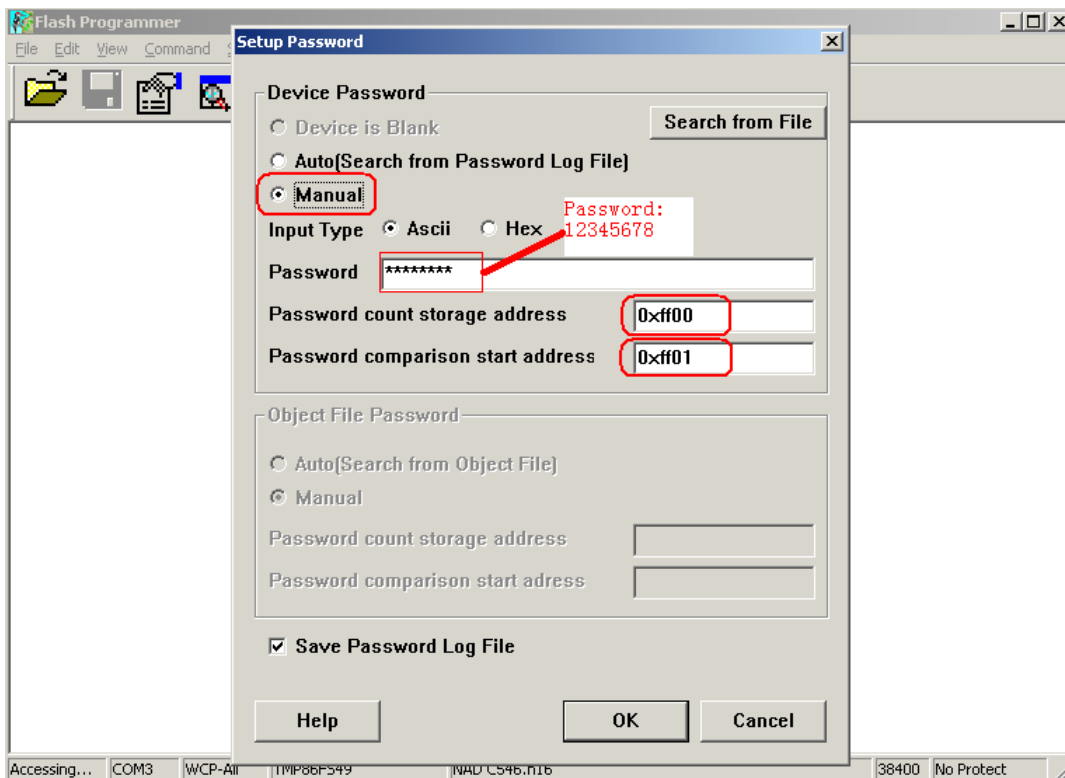 Flash Programmer
File Edit View Command
Setup Password
Device Password
Device is Blank
Search from File
Auto(Search from Password Log File)
Manual
Password:
12345678
Input Type Ascii Hex
Password ********
Password count storage address 0xff00
Password comparison start address 0xff01
Object File Password
Auto(Search from Object File)
Manual
Password count storage address
Password comparison start adress
Save Password Log File
Help OK Cancel
Accessing... COM3 WCP-All TMP86FS49 NAD C546.h16 38400 No Protect